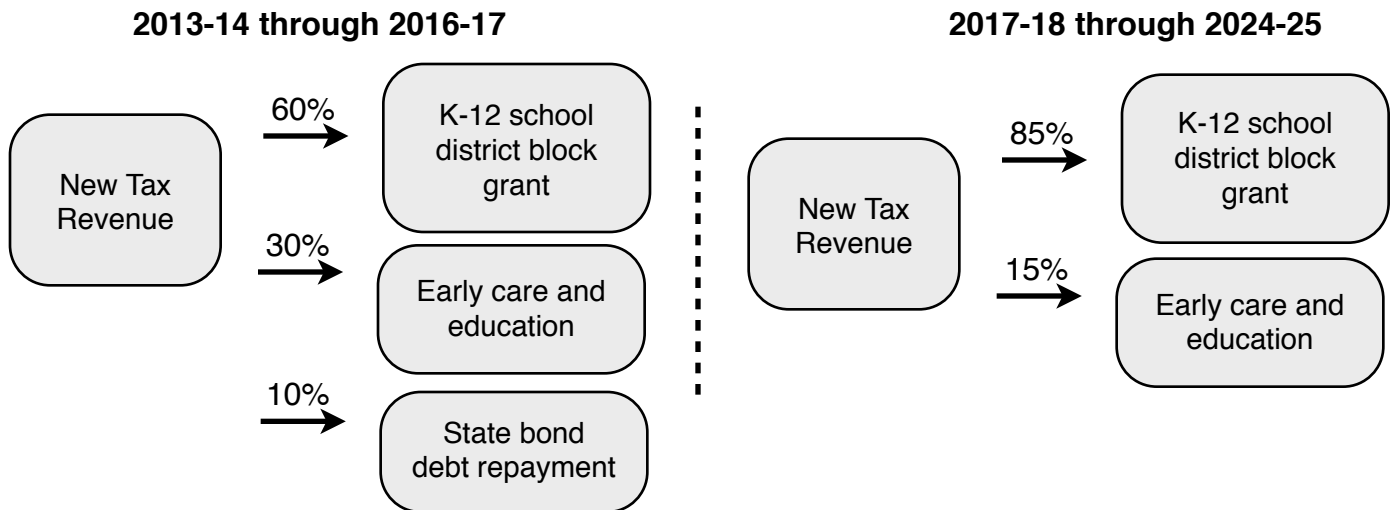 2013-14 through 2016-17
60%
K-12 school
district block
grant
New Tax
Revenue
30%
Early care and
education
10%
State bond
debt repayment
2017-18 through 2024-25
85%
K-12 school
district block
grant
New Tax
Revenue
15%
Early care and
education